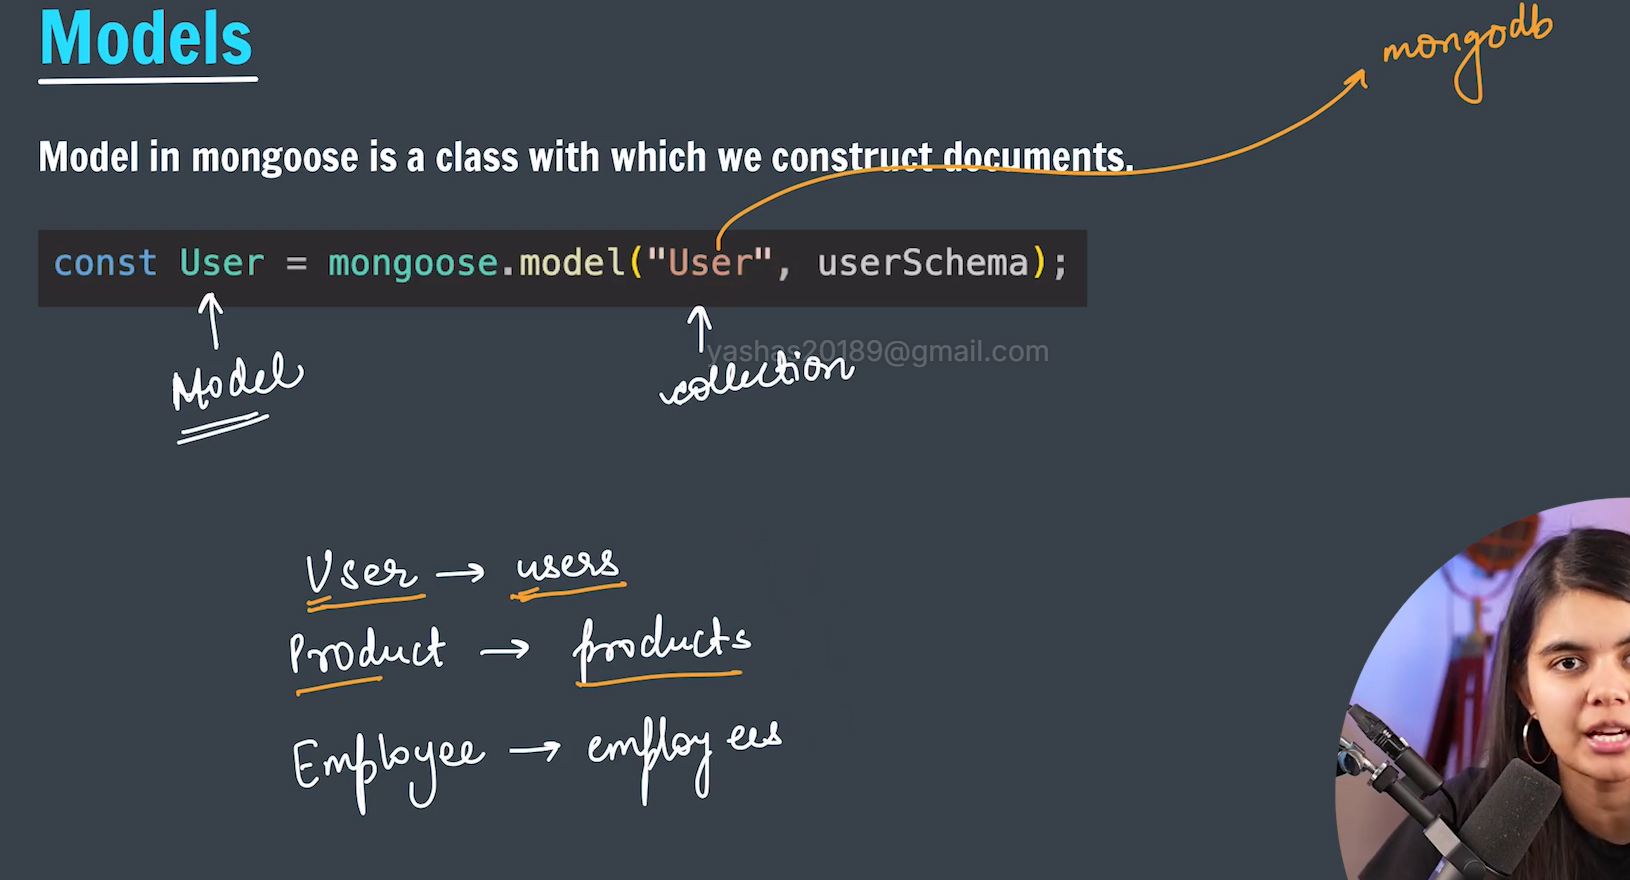 Models
mongodb
Model in mongoose is a class with which we construct documents.
const User = mongoose.model("User", userSchema);
yashas20189@gmail.com
Model
collection
User → users
Product → products
Employee → employees